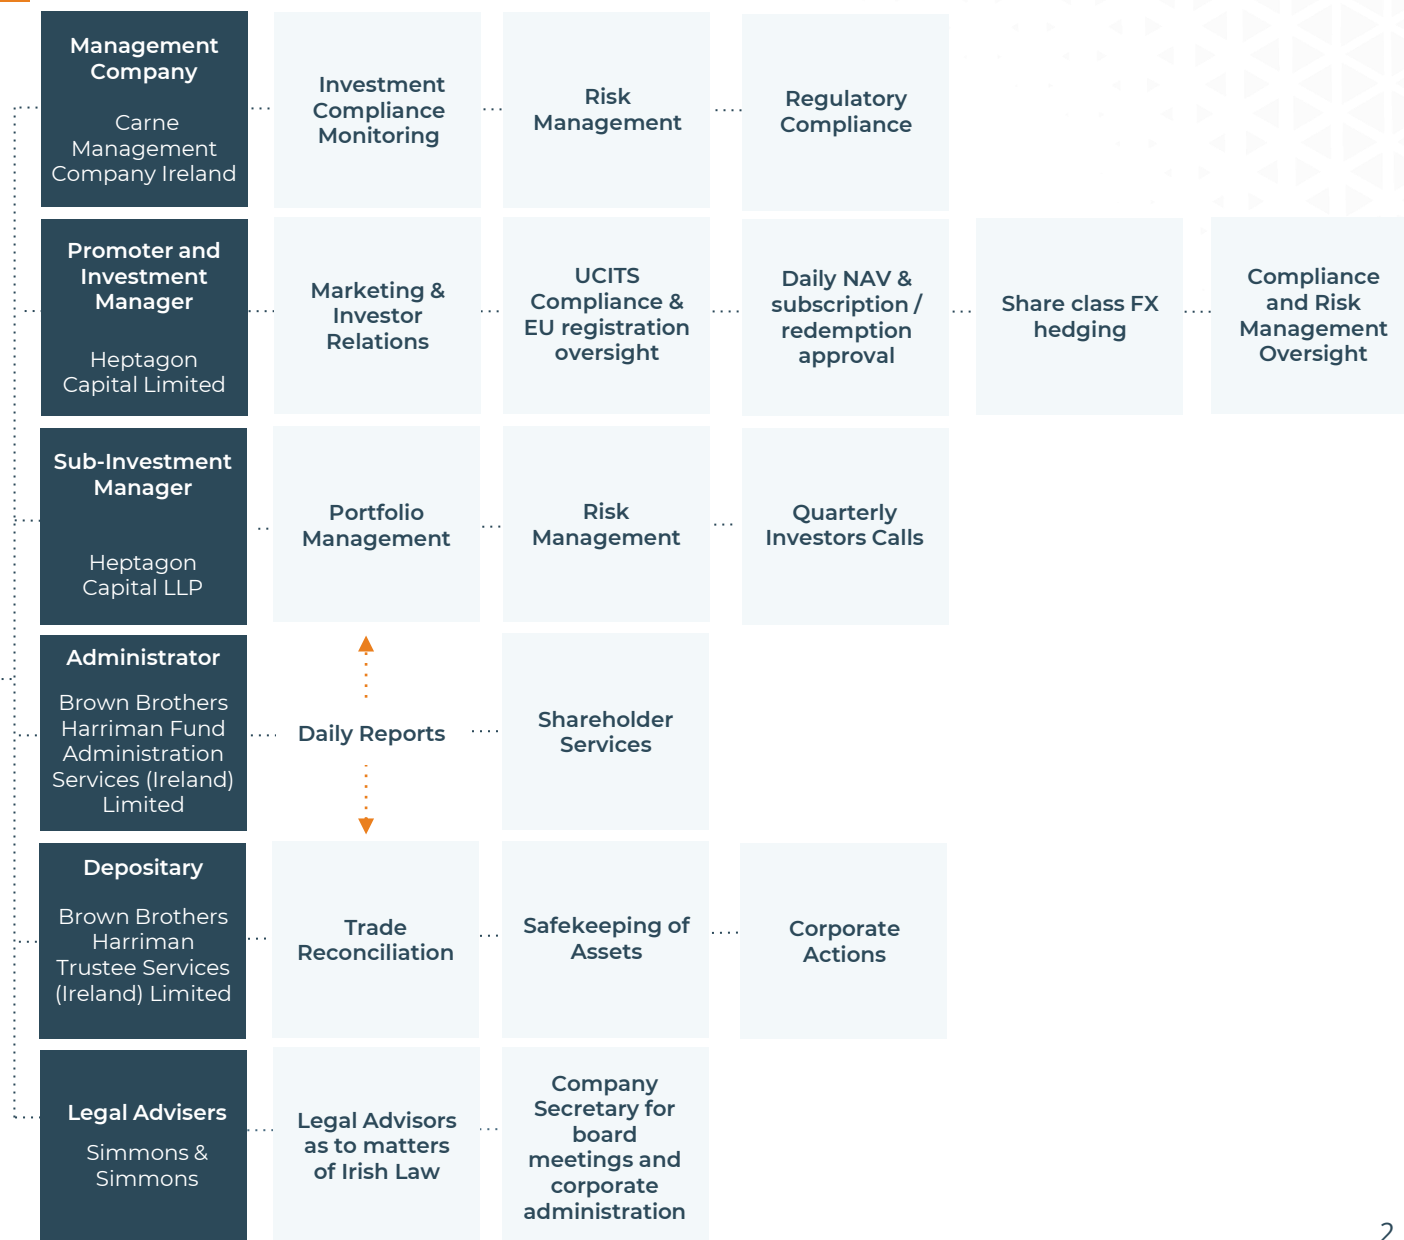 Management
Company
Carne
Management
Company Ireland
Investment
Compliance
Monitoring
Risk
Management
Regulatory
Compliance
Promoter and
Investment
Manager
Heptagon
Capital Limited
Marketing &
Investor
Relations
UCITS
Compliance &
EU registration
oversight
Daily NAV &
subscription /
redemption
approval
Share class FX
hedging
Compliance
and Risk
Management
Oversight
Sub-Investment
Manager
Heptagon
Capital LLP
Portfolio
Management
Risk
Management
Quarterly
Investors Calls
Administrator
Brown Brothers
Harriman Fund
Administration
Services (Ireland)
Limited
Daily Reports
Shareholder
Services
Depositary
Brown Brothers
Harriman
Trustee Services
(Ireland) Limited
Trade
Reconciliation
Safekeeping of
Assets
Corporate
Actions
Legal Advisers
Simmons &
Simmons
Legal Advisors
as to matters
of Irish Law
Company
Secretary for
board
meetings and
corporate
administration
2